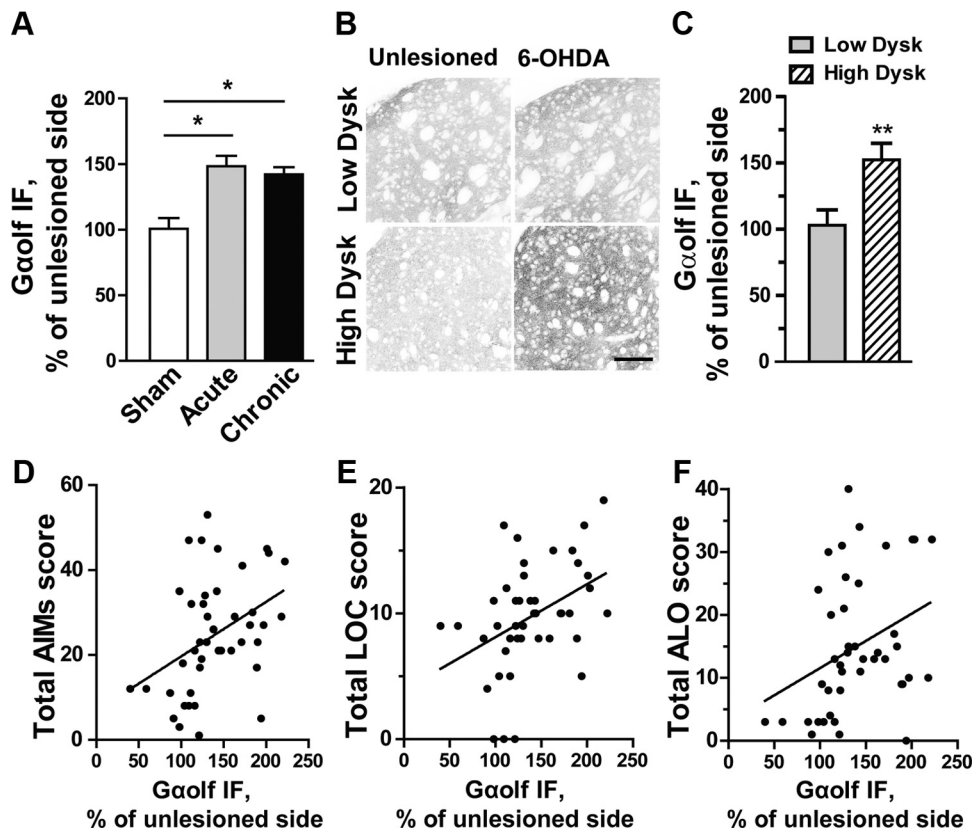 A
Gαolf IF,
% of unlesioned side
200
150
100
50
0
*
*
Sham
Acute
Chronic
B
Unlesioned
6-OHDA
Low Dysk
High Dysk
C
Low Dysk
High Dysk
Gαolf IF,
% of unlesioned side
200
150
100
50
0
**
D
Total AIMs score
60
40
20
0
0 50 100 150 200 250
Gαolf IF,
% of unlesioned side
E
Total LOC score
20
10
0
0 50 100 150 200 250
Gαolf IF,
% of unlesioned side
F
Total ALO score
40
30
20
10
0
0 50 100 150 200 250
Gαolf IF,
% of unlesioned side